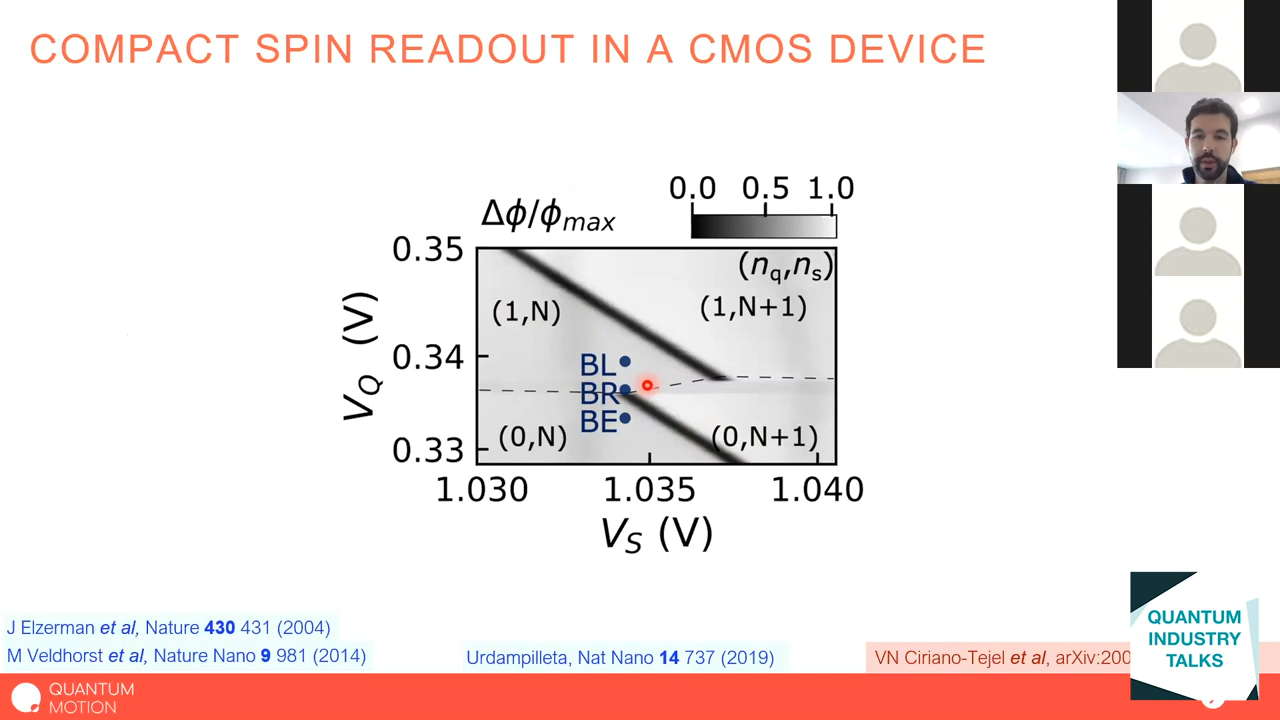 COMPACT SPIN READOUT IN A CMOS DEVICE
0.0 0.5 1.0
Δϕ/ϕmax
0.35
(nq,ns)
(1,N)
(1,N+1)
0.34
BL
BR
BE
(0,N)
(0,N+1)
0.33
VQ (V)
1.030 1.035 1.040
VS (V)
J Elzerman et al, Nature 430 431 (2004)
M Veldhorst et al, Nature Nano 9 981 (2014)
Urdampilleta, Nat Nano 14 737 (2019)
VN Ciriano-Tejel et al, arXiv:200
QUANTUM
INDUSTRY
TALKS
QUANTUM
MOTION